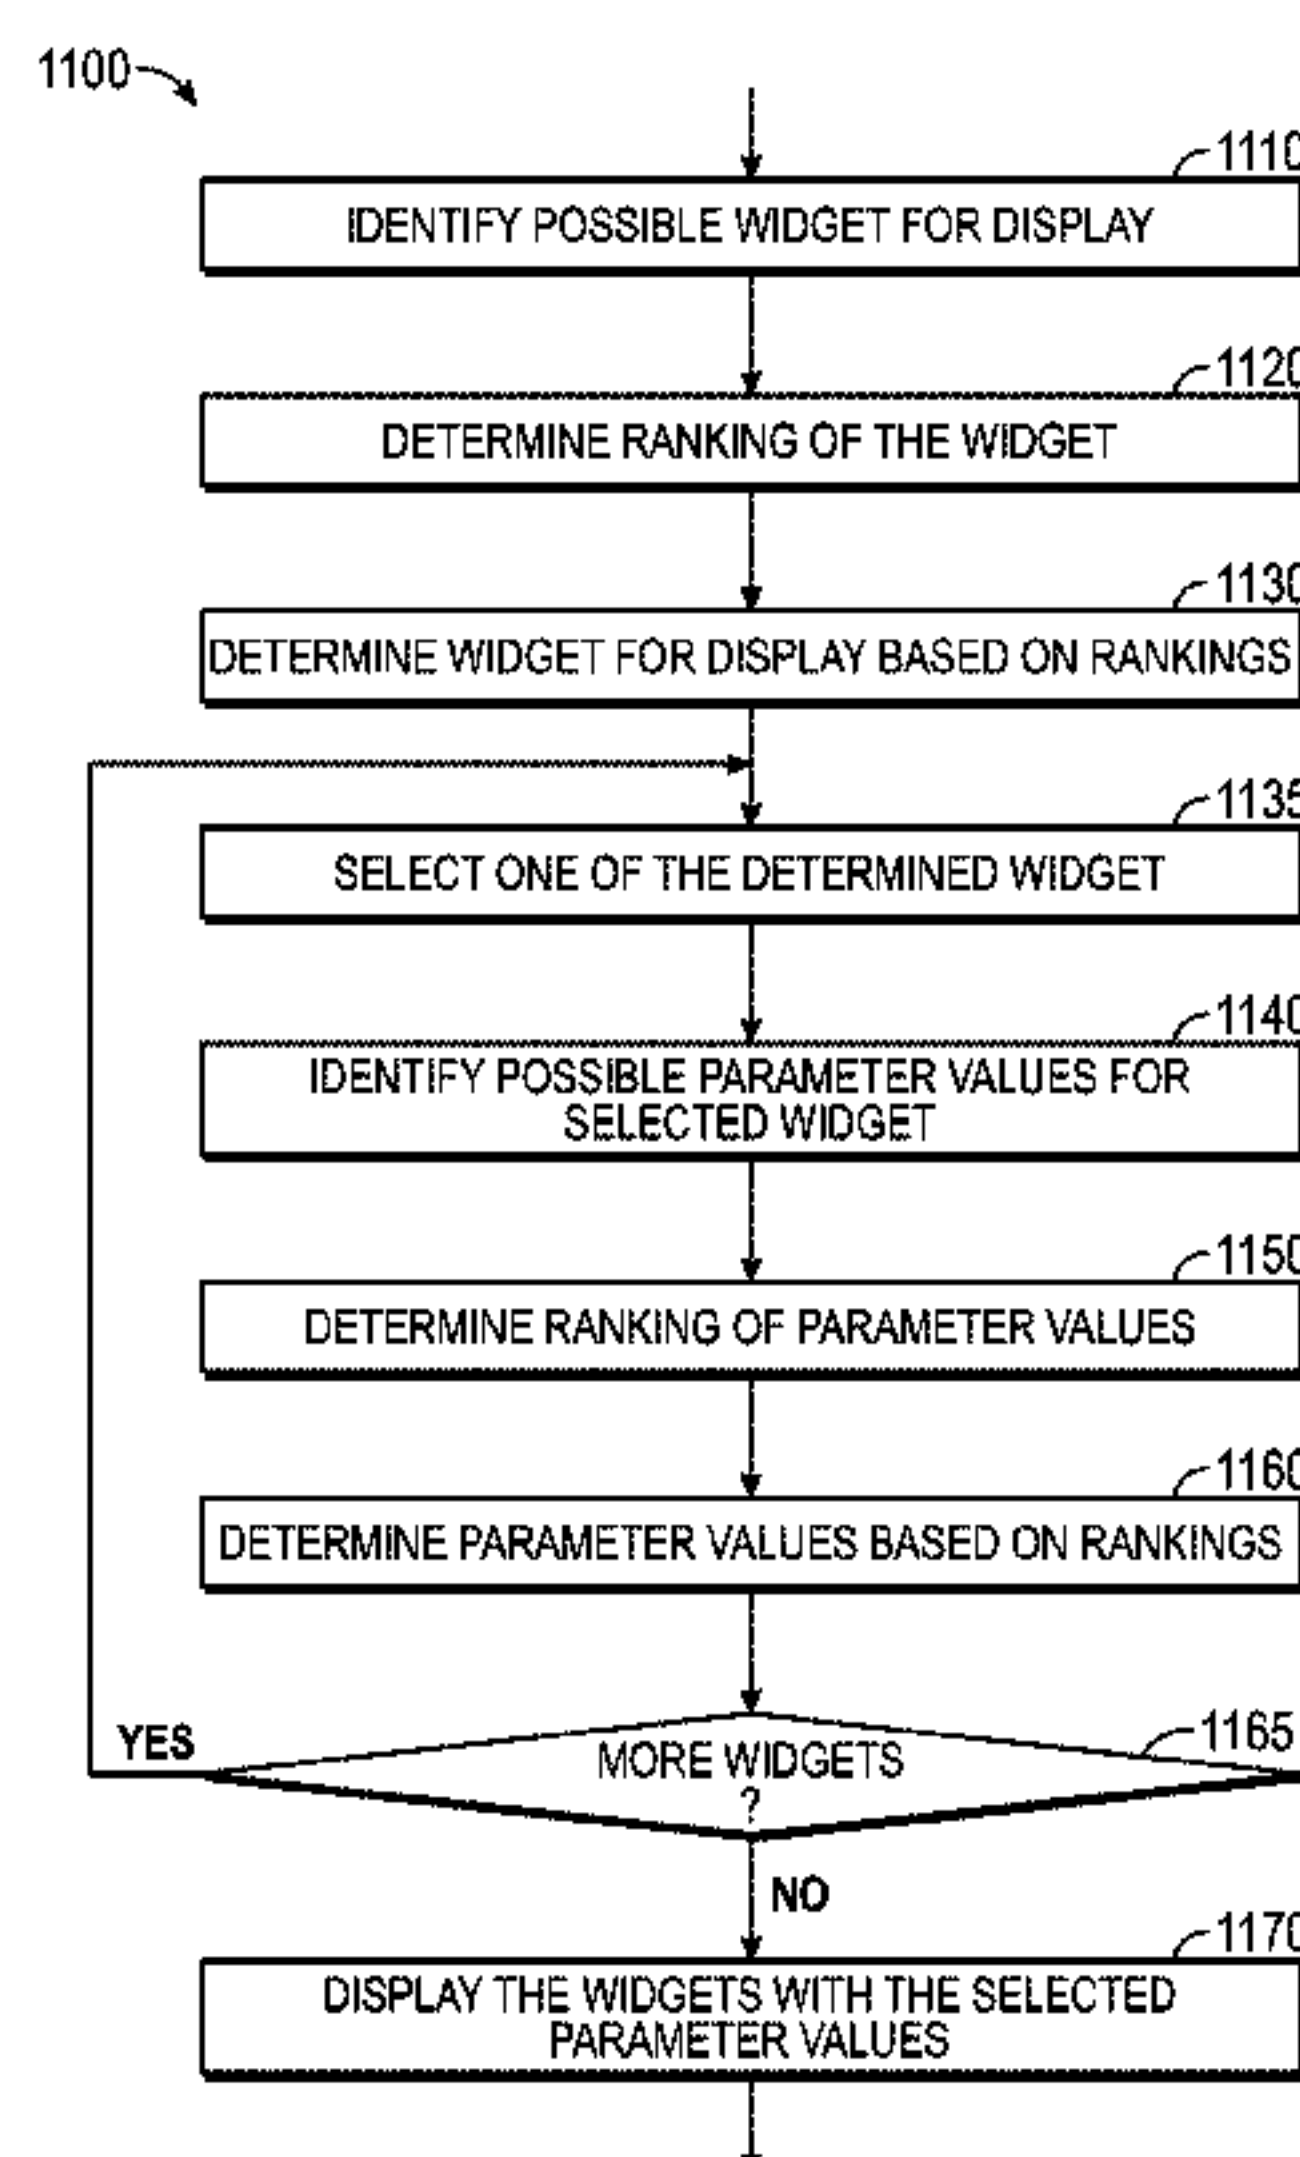 1100
1110
IDENTIFY POSSIBLE WIDGET FOR DISPLAY
1120
DETERMINE RANKING OF THE WIDGET
1130
DETERMINE WIDGET FOR DISPLAY BASED ON RANKINGS
1135
SELECT ONE OF THE DETERMINED WIDGET
1140
IDENTIFY POSSIBLE PARAMETER VALUES FOR
SELECTED WIDGET
1150
DETERMINE RANKING OF PARAMETER VALUES
1160
DETERMINE PARAMETER VALUES BASED ON RANKINGS
1165
YES
MORE WIDGETS
?
NO
1170
DISPLAY THE WIDGETS WITH THE SELECTED
PARAMETER VALUES